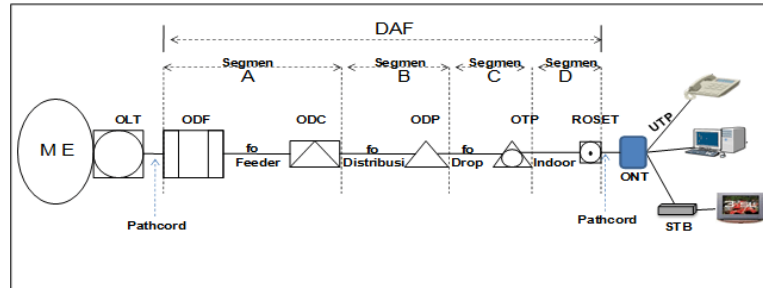 DAF
Segmen Segmen Segmen Segmen
A B C D
OLT ODF ODC ODP OTP ROSET
UTP
M E
fo fo fo
Feeder Distribusi Drop Indoor
ONT
Pathcord Pathcord STB